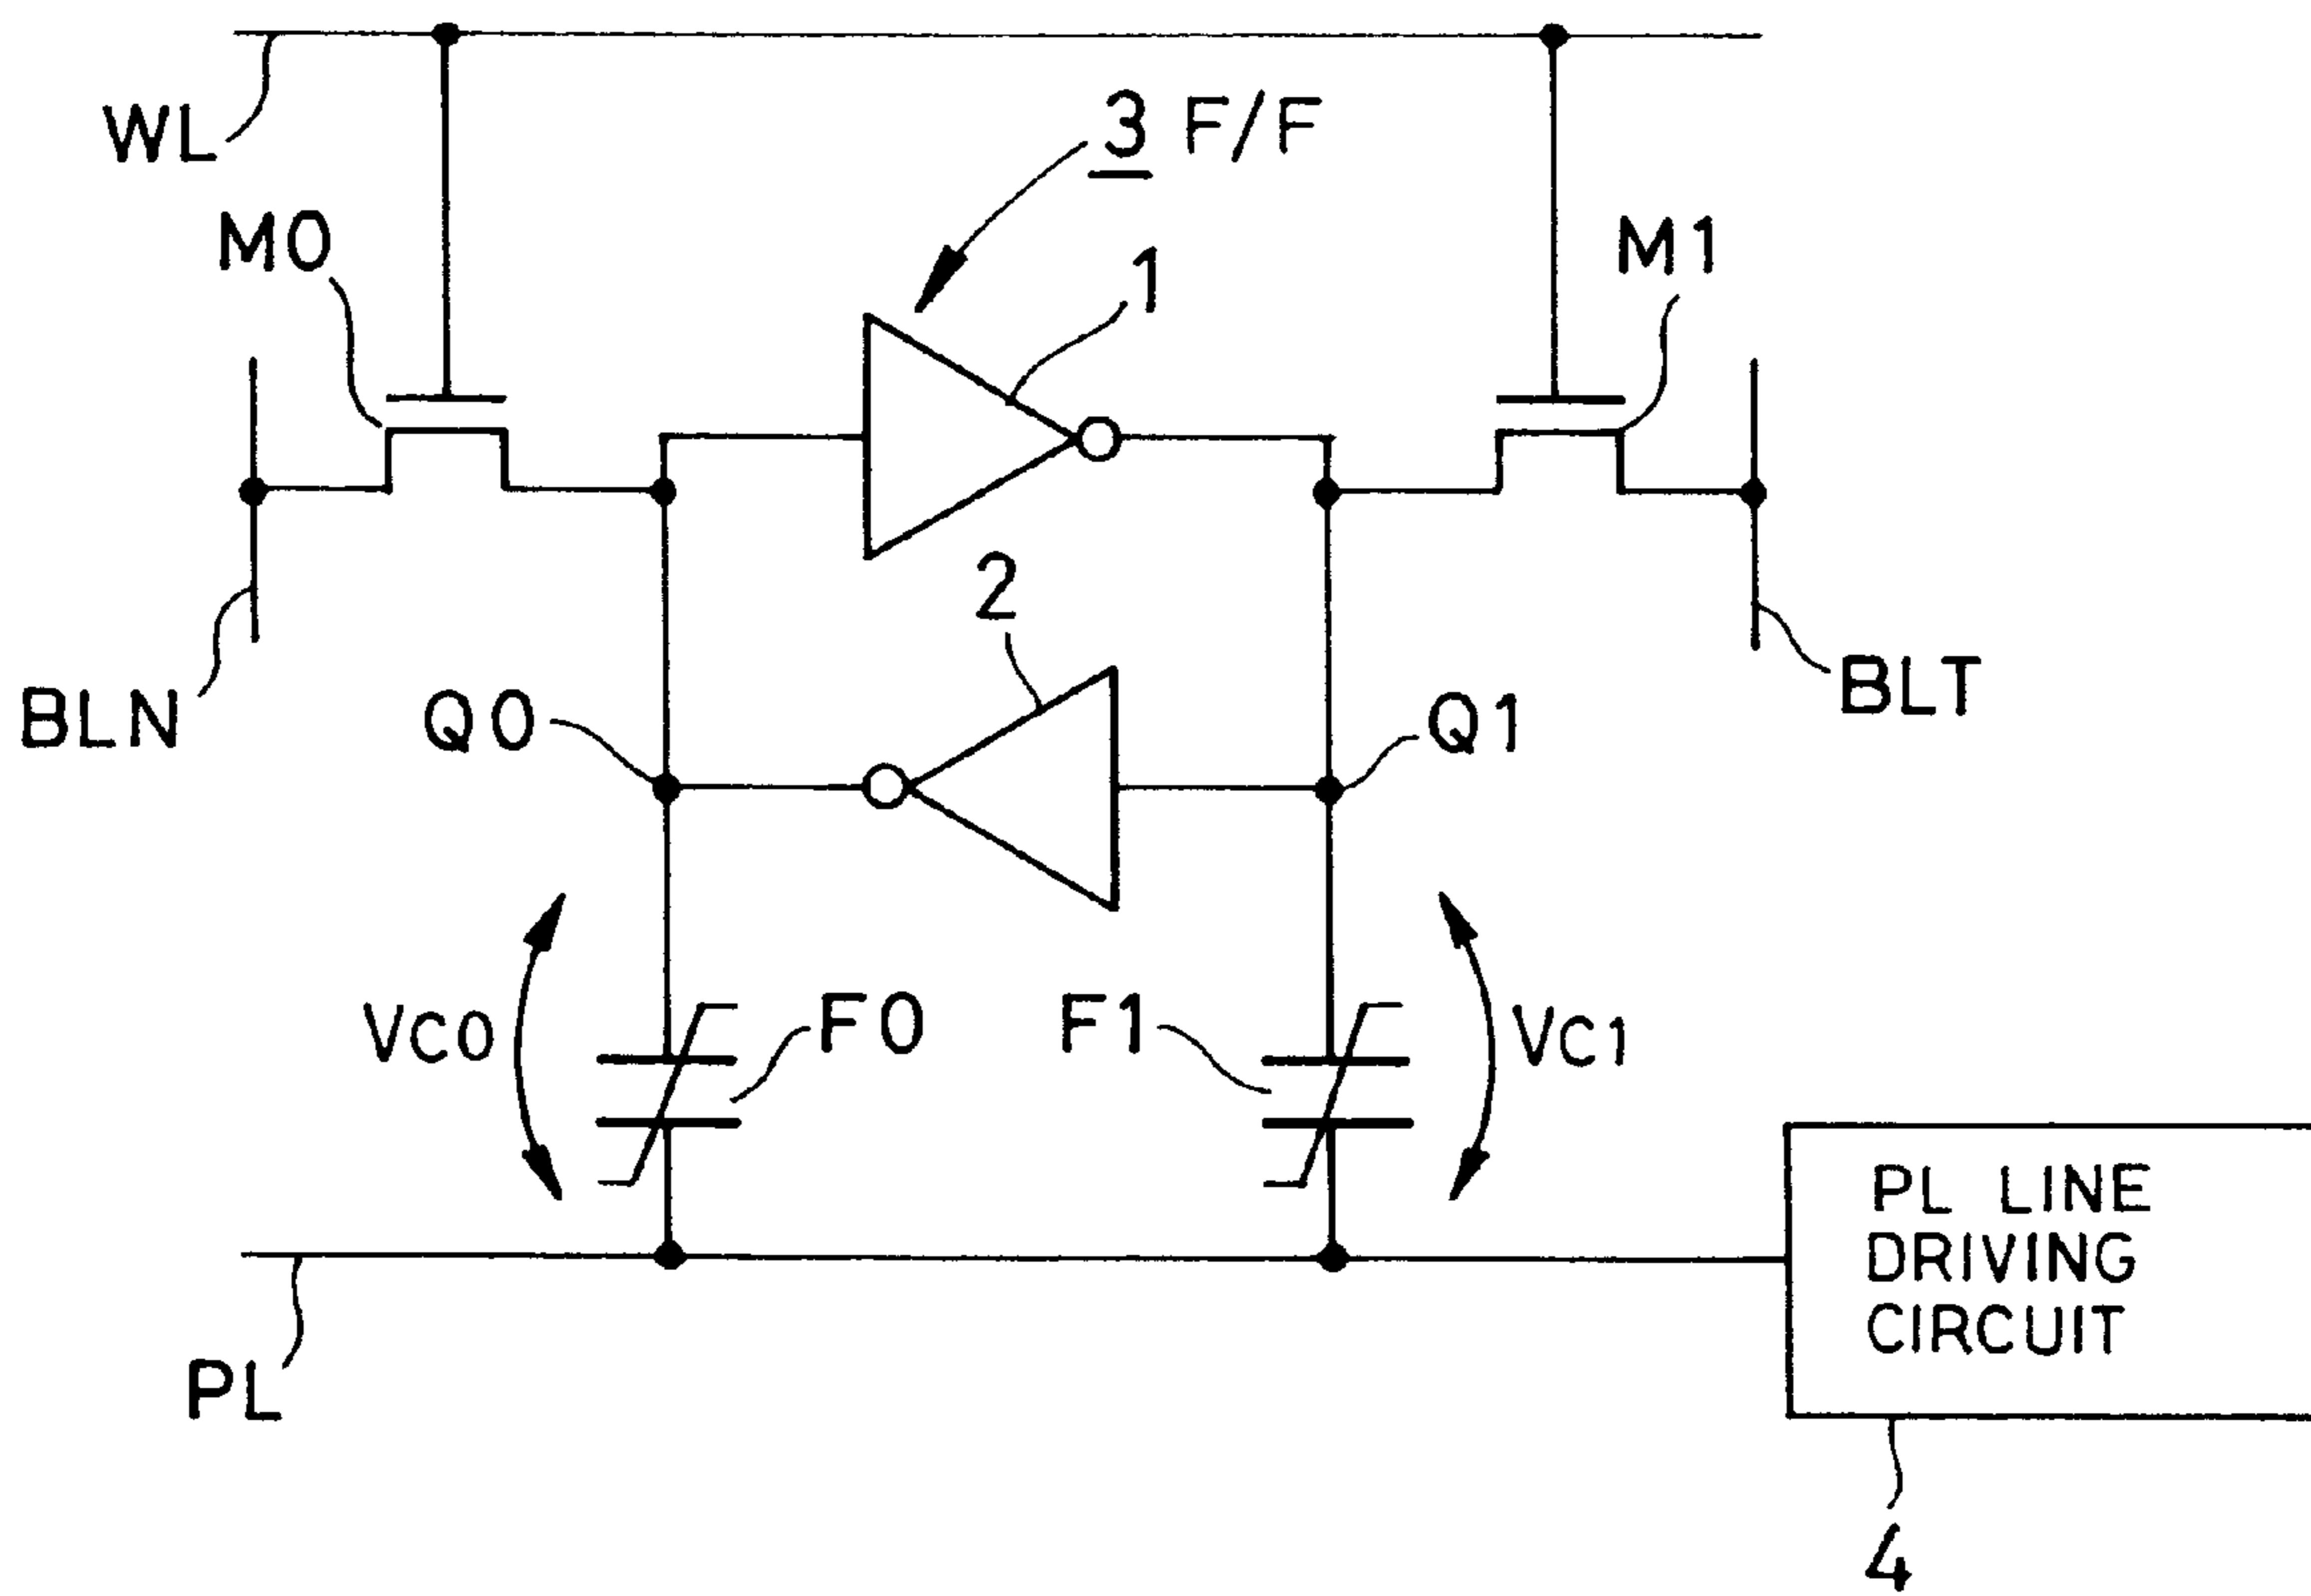 WL
3 F/F
M0
1
M1
2
BLN
Q0
Q1
BLT
VC0
F0
F1
VC1
PL LINE
DRIVING
CIRCUIT
PL
4